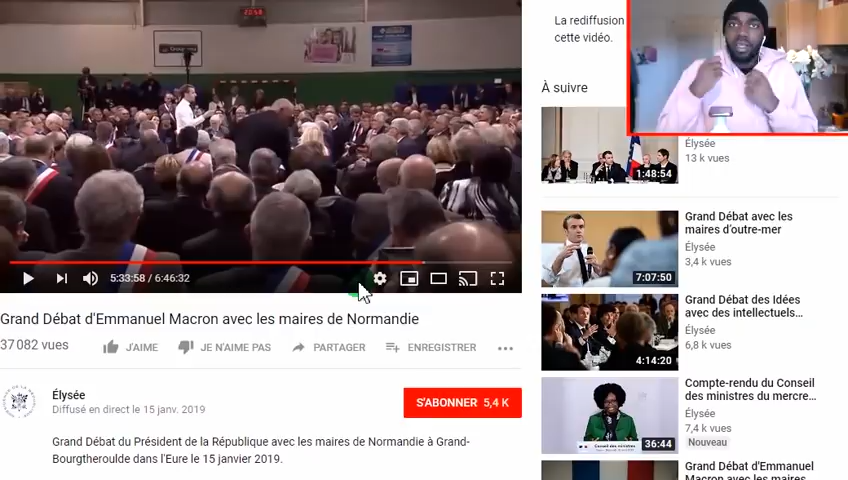 20:58
5:33:58 / 6:46:32
Grand Débat d'Emmanuel Macron avec les maires de Normandie
37 082 vues
J'AIME
JE N'AIME PAS
PARTAGER
ENREGISTRER
Élysée
Diffusé en direct le 15 janv. 2019
S'ABONNER 5,4 K
Grand Débat du Président de la République avec les maires de Normandie à Grand-
Bourgtheroulde dans l'Eure le 15 janvier 2019.
La rediffusion
cette vidéo.
À suivre
1:48:54
Élysée
13 k vues
7:07:50
Grand Débat avec les
maires d'outre-mer
Élysée
3,4 k vues
4:14:20
Grand Débat des Idées
avec des intellectuels...
Élysée
6,8 k vues
36:44
Compte-rendu du Conseil
des ministres du mercre...
Élysée
7,4 k vues
Nouveau
Grand Débat d'Emmanuel
Macron avec les maires